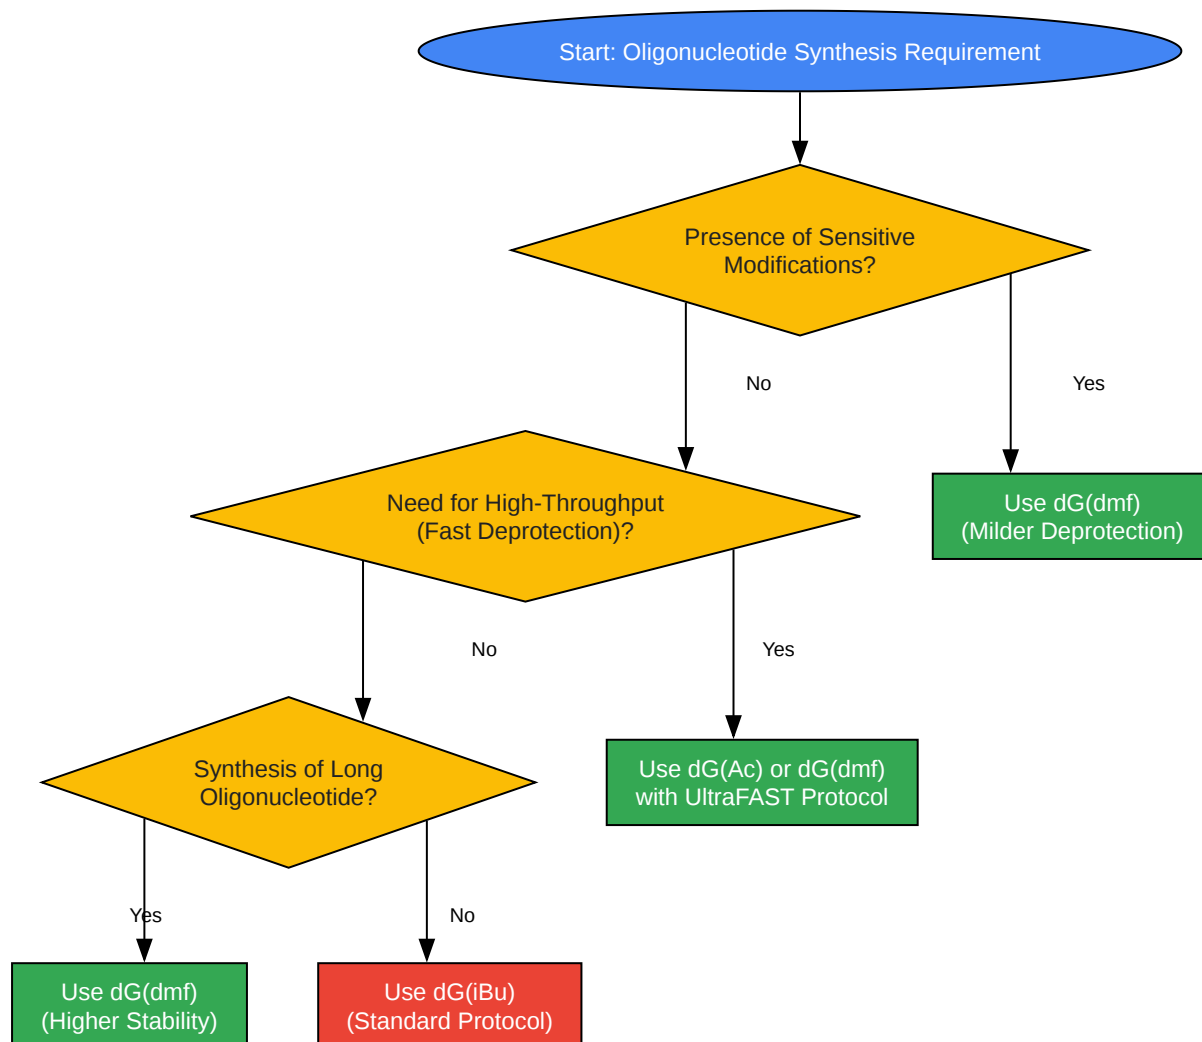 Start: Oligonucleotide Synthesis Requirement
Presence of Sensitive
Modifications?
No
Yes
Need for High-Throughput
(Fast Deprotection)?
Use dG(dmf)
(Milder Deprotection)
No
Yes
Synthesis of Long
Oligonucleotide?
Use dG(Ac) or dG(dmf)
with UltraFAST Protocol
Yes
No
Use dG(dmf)
(Higher Stability)
Use dG(iBu)
(Standard Protocol)